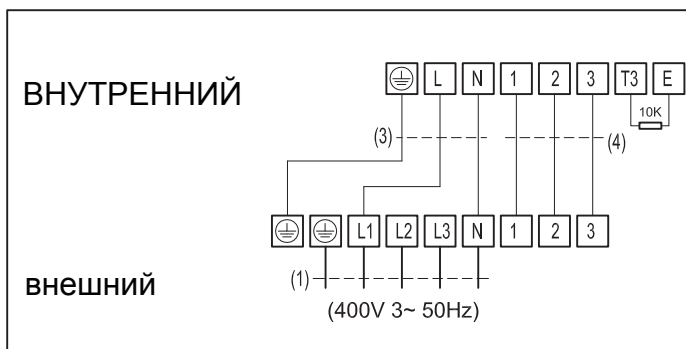 ВНУТРЕННИЙ
L N 1 2 3 T3 E
10K
(3) (4)
L1 L2 L3 N 1 2 3
внешний
(1)
(400V 3~ 50Hz)